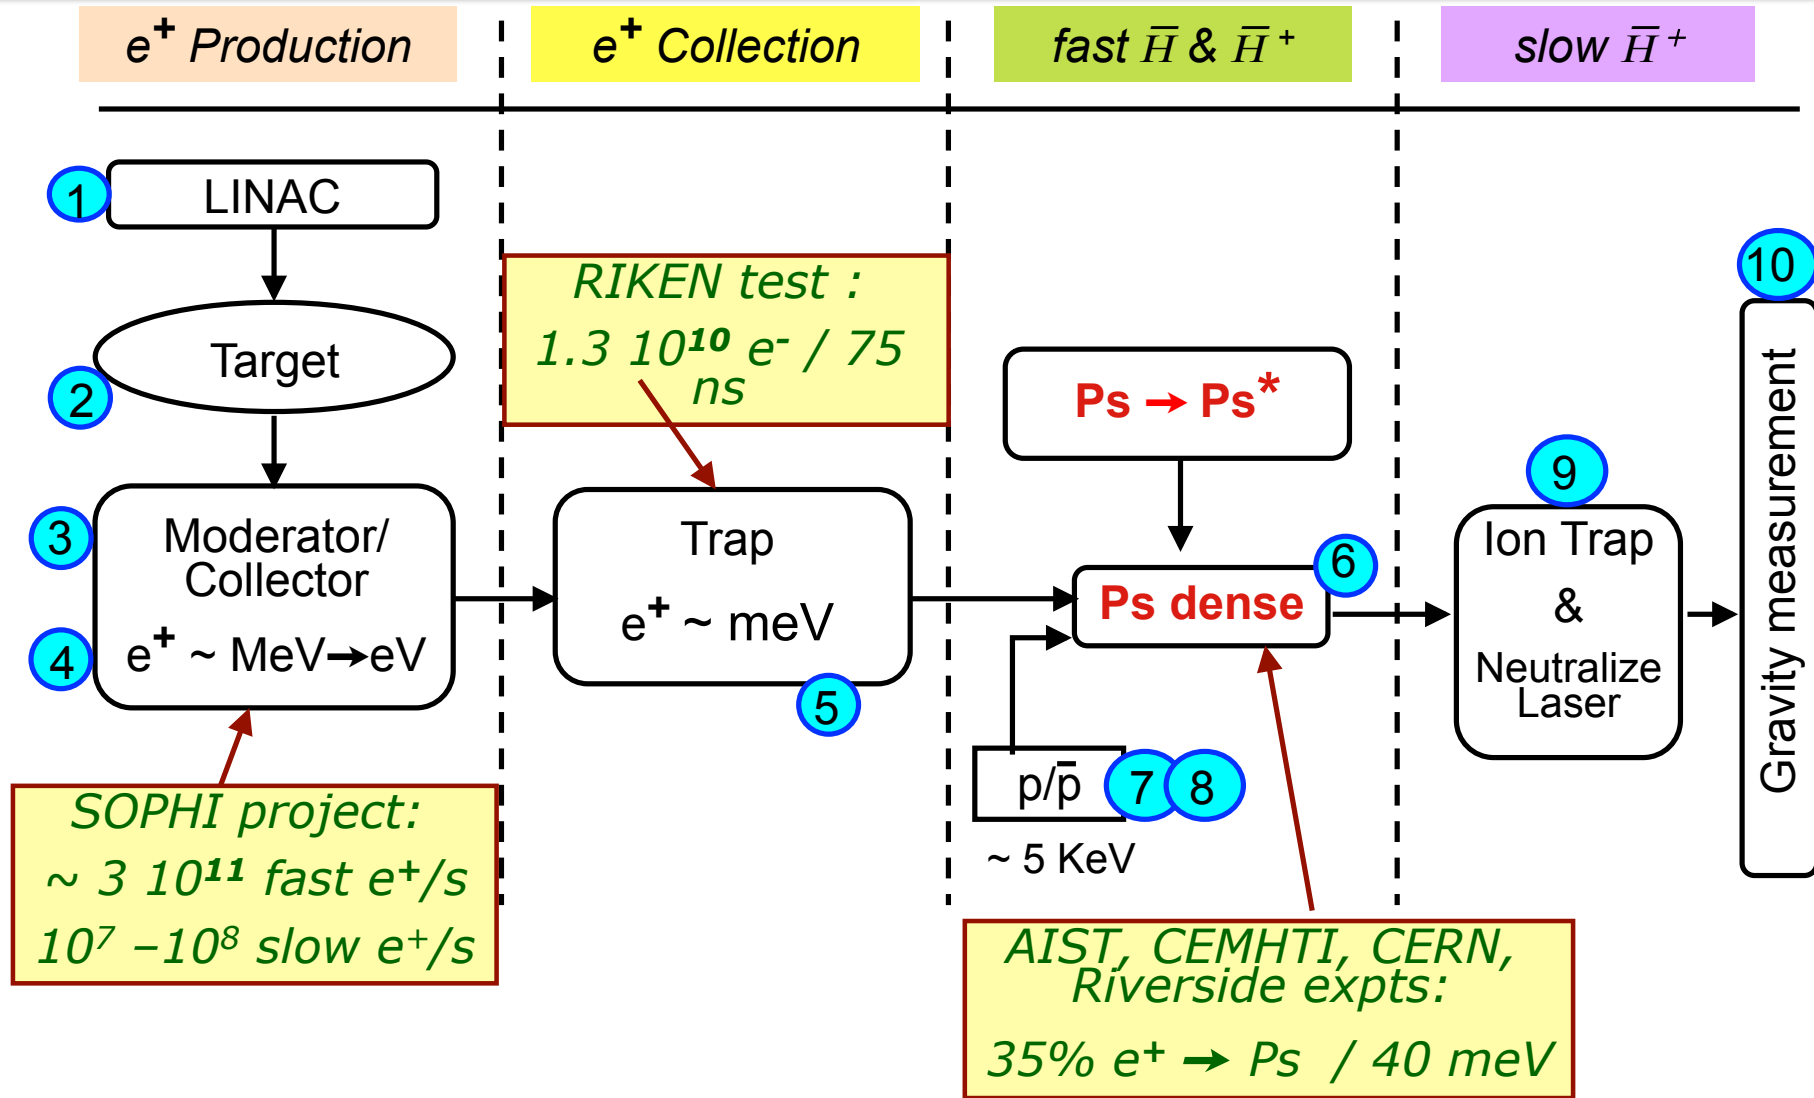 e⁺ Production
e⁺ Collection
fast H̅ & H̅⁺
slow H̅⁺
1
LINAC
2
Target
3
Moderator/
Collector
4
e⁺ ~ MeV→eV
SOPHI project:
~ 3 10¹¹ fast e⁺/s
10⁷ –10⁸ slow e⁺/s
RIKEN test :
1.3 10¹⁰ e⁻ / 75
ns
Trap
e⁺ ~ meV
5
Ps → Ps*
Ps dense
6
p/p̅
7
8
~ 5 KeV
AIST, CEMHTI, CERN,
Riverside expts:
35% e⁺ → Ps / 40 meV
9
Ion Trap
&
Neutralize
Laser
10
Gravity measurement